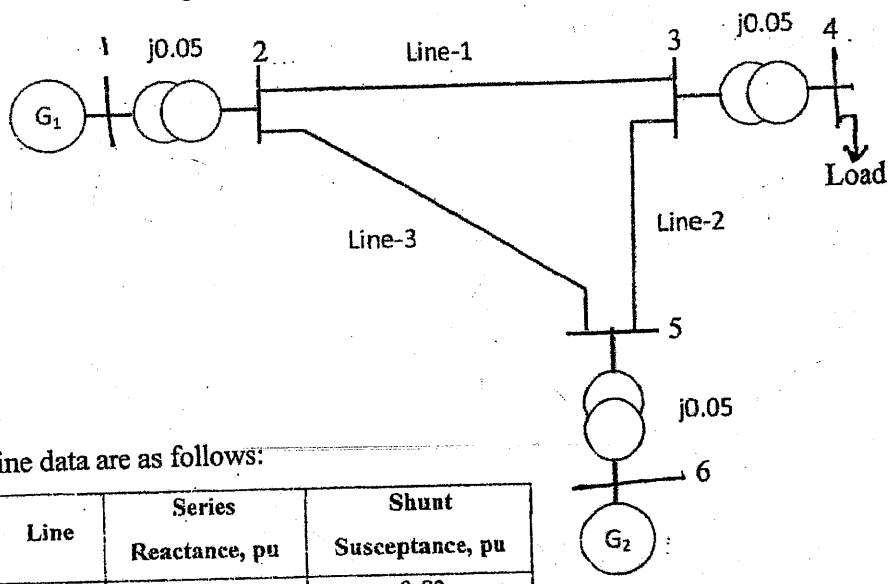 1
j0.05
2
Line-1
3
j0.05
4
G₁
Load
Line-3
Line-2
5
j0.05
6
G₂
ine data are as follows:
Line
Series
Reactance, pu
Shunt
Susceptance, pu